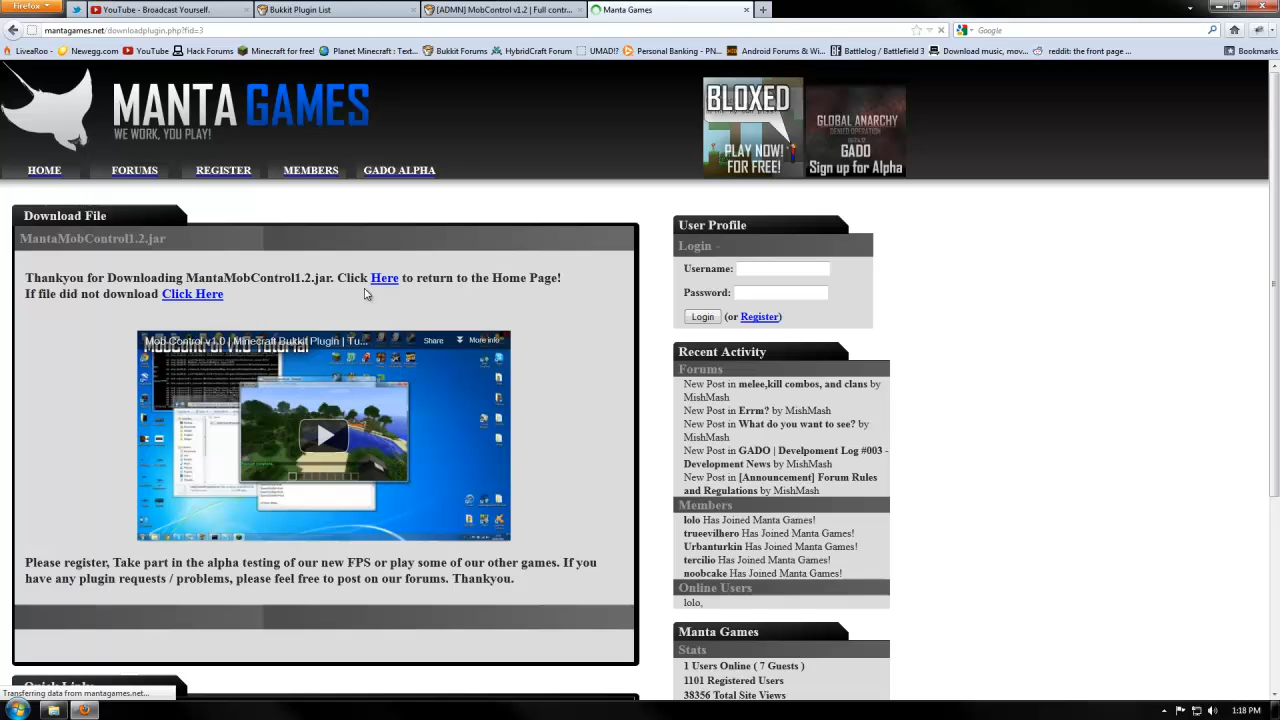 Firefox
YouTube - Broadcast Yourself.
Bukkit Plugin List
[ADMN] MobControl v1.2 | Full contr...
Manta Games
mantagames.net/downloadplugin.php?fid=3
Google
LiveaRoo
Newegg.com
YouTube
Hack Forums
Minecraft for free!
Planet Minecraft : Text...
Bukkit Forums
HybridCraft Forum
UMAD!?
Personal Banking - PN...
Android Forums & Wi...
Battlelog / Battlefield 3
Download music, mov...
reddit: the front page ...
Bookmarks
MANTA GAMES
WE WORK, YOU PLAY!
BLOXED
PLAY NOW!
FOR FREE!
GLOBAL ANARCHY
DENIED OPERATION
GADO
Sign up for Alpha
HOME
FORUMS
REGISTER
MEMBERS
GADO ALPHA
Download File
MantaMobControl1.2.jar
Thankyou for Downloading MantaMobControl1.2.jar. Click Here to return to the Home Page!
If file did not download Click Here
Mob Control v1.0 | Minecraft Bukkit Plugin | Tu...
Share
More info
MobControl v1.0 Tutorial
Please register, Take part in the alpha testing of our new FPS or play some of our other games. If you
have any plugin requests / problems, please feel free to post on our forums. Thankyou.
Quick Links
User Profile
Login -
Username:
Password:
Login
(or Register)
Recent Activity
Forums
New Post in melee,kill combos, and clans by
MishMash
New Post in Errm? by MishMash
New Post in What do you want to see? by
MishMash
New Post in GADO | Develpoment Log #003 -
Development News by MishMash
New Post in [Announcement] Forum Rules
and Regulations by MishMash
Members
lolo Has Joined Manta Games!
trueevilhero Has Joined Manta Games!
Urbanturkin Has Joined Manta Games!
tercilio Has Joined Manta Games!
noobcake Has Joined Manta Games!
Online Users
lolo,
Manta Games
Stats
1 Users Online ( 7 Guests )
1101 Registered Users
38356 Total Site Views
Transferring data from mantagames.net...
1:18 PM